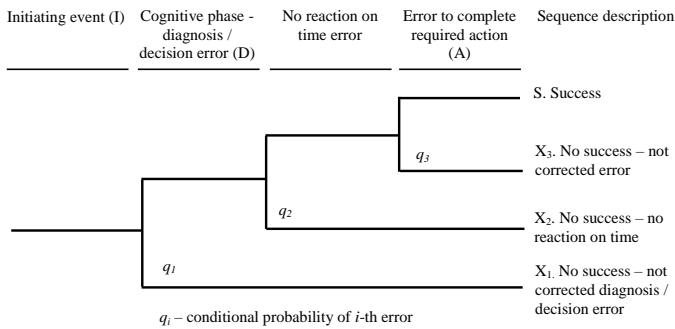 Initiating event (I)
Cognitive phase -
diagnosis /
decision error (D)
No reaction on
time error
Error to complete
required action
(A)
Sequence description
S. Success
q₃
X₃. No success – not
corrected error
q₂
X₂. No success – no
reaction on time
q₁
X₁. No success – not
corrected diagnosis /
decision error
qᵢ – conditional probability of i-th error